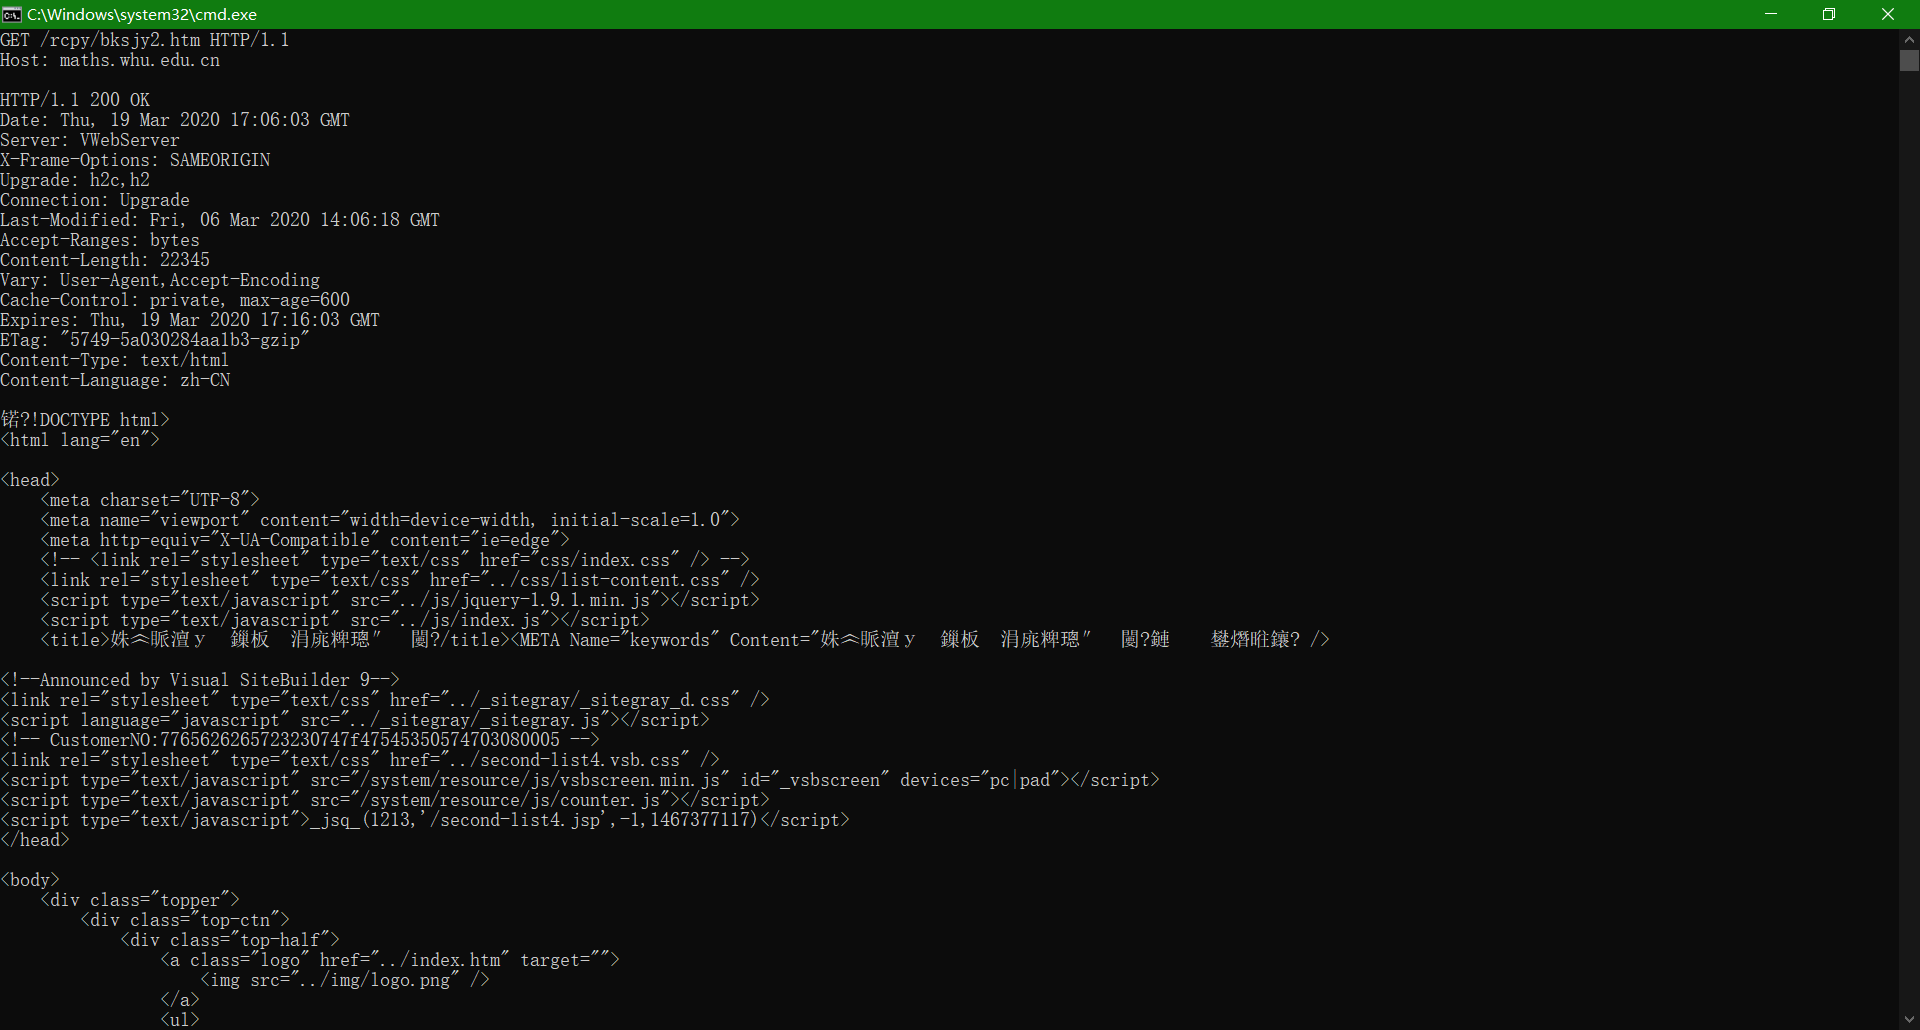 C:\Windows\system32\cmd.exe
GET /rcpy/bksjy2.htm HTTP/1.1
Host: maths.whu.edu.cn
HTTP/1.1 200 OK
Date: Thu, 19 Mar 2020 17:06:03 GMT
Server: VWebServer
X-Frame-Options: SAMEORIGIN
Upgrade: h2c,h2
Connection: Upgrade
Last-Modified: Fri, 06 Mar 2020 14:06:18 GMT
Accept-Ranges: bytes
Content-Length: 22345
Vary: User-Agent,Accept-Encoding
Cache-Control: private, max-age=600
Expires: Thu, 19 Mar 2020 17:16:03 GMT
ETag: "5749-5a030284aa1b3-gzip"
Content-Type: text/html
Content-Language: zh-CN
锘?!DOCTYPE html>
<html lang="en">
<head>
<meta charset="UTF-8">
<meta name="viewport" content="width=device-width, initial-scale=1.0">
<meta http-equiv="X-UA-Compatible" content="ie=edge">
<!-- <link rel="stylesheet" type="text/css" href="css/index.css" /> -->
<link rel="stylesheet" type="text/css" href="../css/list-content.css" />
<script type="text/javascript" src="../js/jquery-1.9.1.min.js"></script>
<script type="text/javascript" src="../js/index.js"></script>
<title>姝︽眽澶у 鏁板 涓庣粺璁″ 闄?/title><META Name="keywords" Content="姝︽眽澶у 鏁板 涓庣粺璁″ 闄? />
<!--Announced by Visual SiteBuilder 9-->
<link rel="stylesheet" type="text/css" href="../_sitegray/_sitegray_d.css" />
<script language="javascript" src="../_sitegray/_sitegray.js"></script>
<!-- CustomerNO:7765626265723230747f47545350574703080005 -->
<link rel="stylesheet" type="text/css" href="../second-list4.vsb.css" />
<script type="text/javascript" src="/system/resource/js/vsbscreen.min.js" id="_vsbscreen" devices="pc|pad"></script>
<script type="text/javascript" src="/system/resource/js/counter.js"></script>
<script type="text/javascript">_jsq_(1213,'/second-list4.jsp',-1,1467377117)</script>
</head>
<body>
<div class="topper">
<div class="top-ctn">
<div class="top-half">
<a class="logo" href="../index.htm" target="">
<img src="../img/logo.png" />
</a>
<ul>